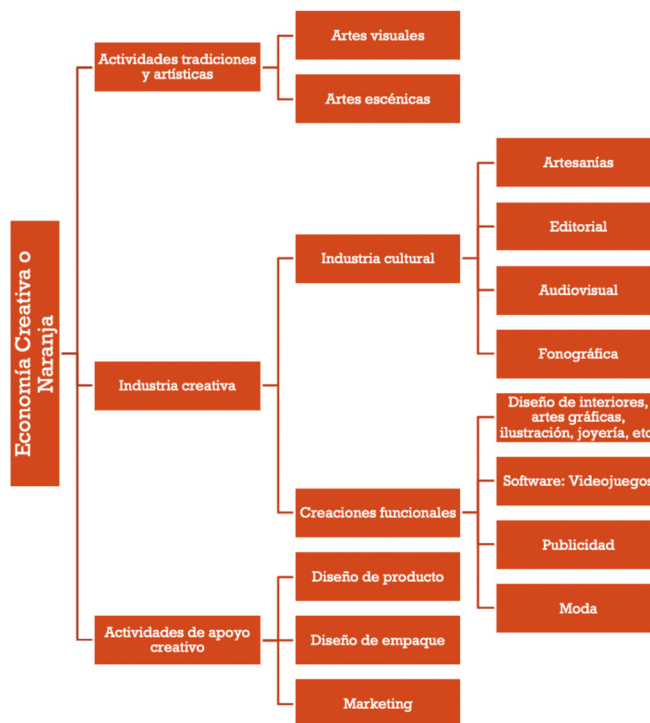 Economía Creativa o
Naranja
Actividades tradiciones
y artísticas
Artes visuales
Artes escénicas
Industria creativa
Industria cultural
Artesanías
Editorial
Audiovisual
Fonográfica
Creaciones funcionales
Diseño de interiores,
artes gráficas,
ilustración, joyería, etc
Software: Videojuegos
Publicidad
Moda
Actividades de apoyo
creativo
Diseño de producto
Diseño de empaque
Marketing